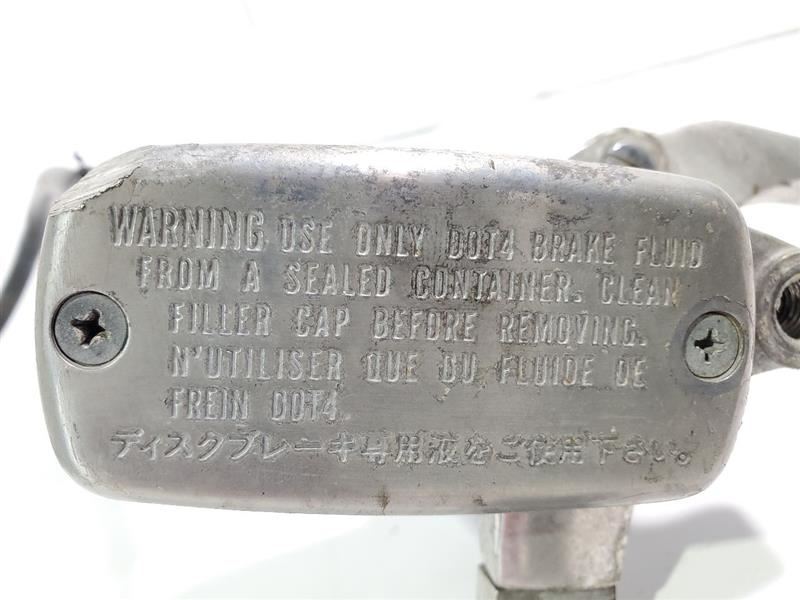 WARNING USE ONLY DOT4 BRAKE FLUID
FROM A SEALED CONTAINER. CLEAN
FILLER CAP BEFORE REMOVING.
N'UTILISER QUE DU FLUIDE DE
FREIN DOT4.
ディスクブレーキ専用液をご使用下さい。